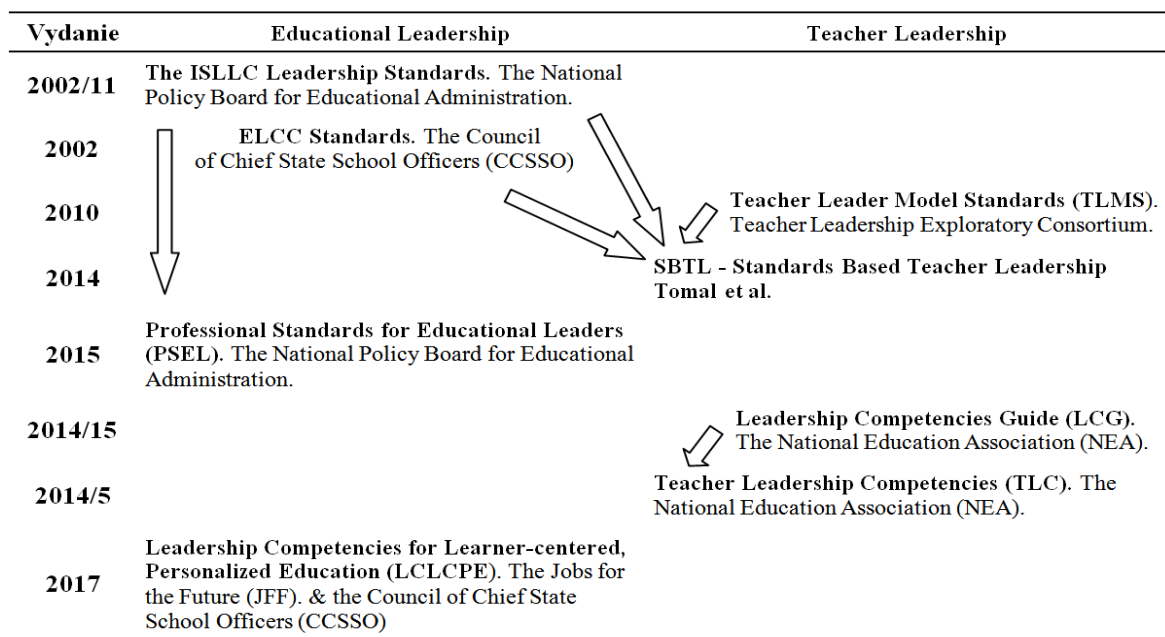 Vydanie Educational Leadership Teacher Leadership
2002/11
The ISLLC Leadership Standards. The National
Policy Board for Educational Administration.
2002
ELCC Standards. The Council
of Chief State School Officers (CCSSO)
2010
Teacher Leader Model Standards (TLMS).
Teacher Leadership Exploratory Consortium.
2014
SBTL - Standards Based Teacher Leadership
Tomal et al.
2015
Professional Standards for Educational Leaders
(PSEL). The National Policy Board for Educational
Administration.
2014/15
Leadership Competencies Guide (LCG).
The National Education Association (NEA).
2014/5
Teacher Leadership Competencies (TLC). The
National Education Association (NEA).
2017
Leadership Competencies for Learner-centered,
Personalized Education (LCLCPE). The Jobs for
the Future (JFF). & the Council of Chief State
School Officers (CCSSO)